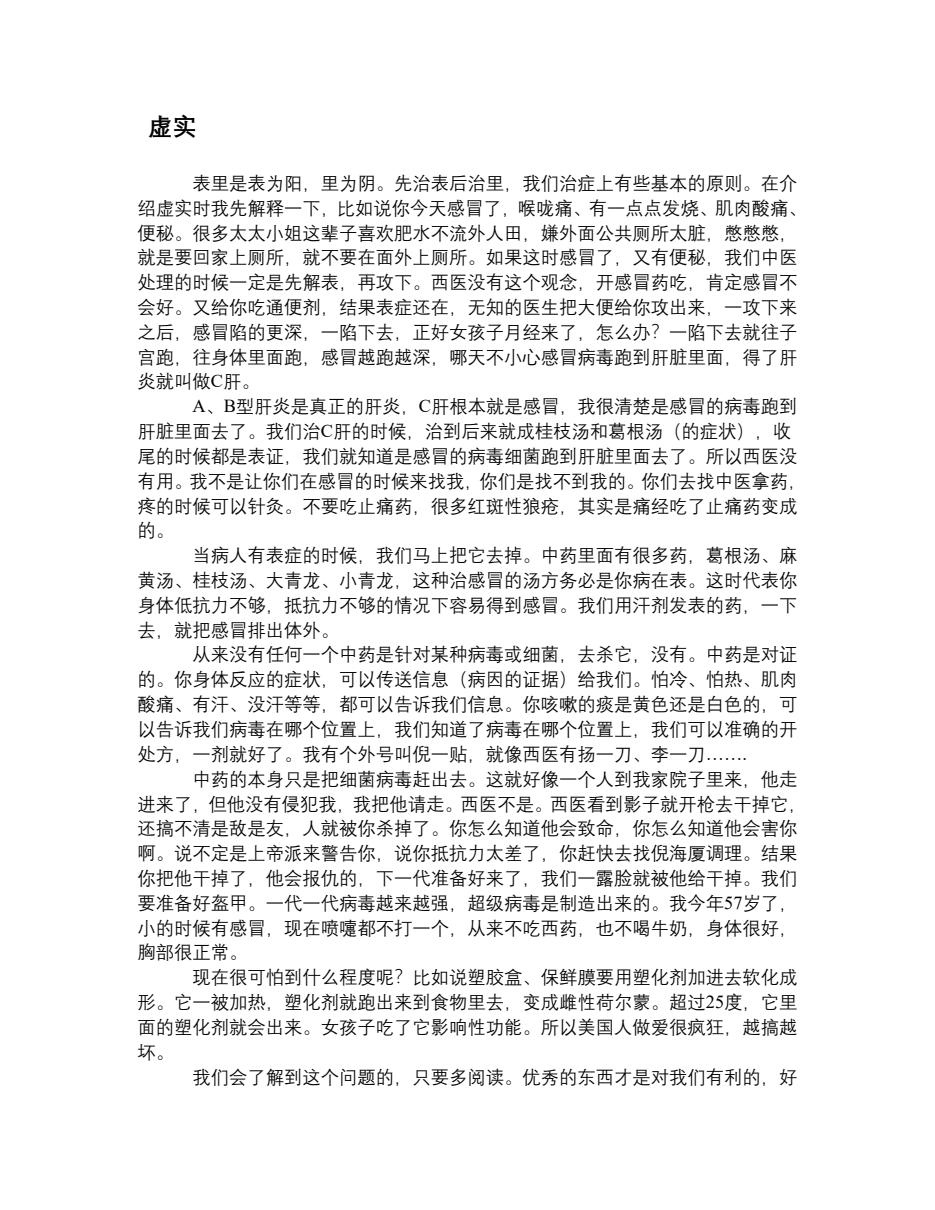 虚实
表里是表为阳，里为阴。先治表后治里，我们治症上有些基本的原则。在介
绍虚实时我先解释一下，比如说你今天感冒了，喉咙痛、有一点点发烧、肌肉酸痛、
便秘。很多太太小姐这辈子喜欢肥水不流外人田，嫌外面公共厕所太脏，憋憋憋，
就是要回家上厕所，就不要在面外上厕所。如果这时感冒了，又有便秘，我们中医
处理的时候一定是先解表，再攻下。西医没有这个观念，开感冒药吃，肯定感冒不
会好。又给你吃通便剂，结果表症还在，无知的医生把大便给你攻出来，一攻下来
之后，感冒陷的更深，一陷下去，正好女孩子月经来了，怎么办？一陷下去就往子
宫跑，往身体里面跑，感冒越跑越深，哪天不小心感冒病毒跑到肝脏里面，得了肝
炎就叫做C肝。
A、B型肝炎是真正的肝炎，C肝根本就是感冒，我很清楚是感冒的病毒跑到
肝脏里面去了。我们治C肝的时候，治到后来就成桂枝汤和葛根汤（的症状），收
尾的时候都是表证，我们就知道是感冒的病毒细菌跑到肝脏里面去了。所以西医没
有用。我不是让你们在感冒的时候来找我，你们是找不到我的。你们去找中医拿药，
疼的时候可以针灸。不要吃止痛药，很多红斑性狼疮，其实是痛经吃了止痛药变成
的。
当病人有表症的时候，我们马上把它去掉。中药里面有很多药，葛根汤、麻
黄汤、桂枝汤、大青龙、小青龙，这种治感冒的汤方务必是你病在表。这时代表你
身体低抗力不够，抵抗力不够的情况下容易得到感冒。我们用汗剂发表的药，一下
去，就把感冒排出体外。
从来没有任何一个中药是针对某种病毒或细菌，去杀它，没有。中药是对证
的。你身体反应的症状，可以传送信息（病因的证据）给我们。怕冷、怕热、肌肉
酸痛、有汗、没汗等等，都可以告诉我们信息。你咳嗽的痰是黄色还是白色的，可
以告诉我们病毒在哪个位置上，我们知道了病毒在哪个位置上，我们可以准确的开
处方，一剂就好了。我有个外号叫倪一贴，就像西医有扬一刀、李一刀…….
中药的本身只是把细菌病毒赶出去。这就好像一个人到我家院子里来，他走
进来了，但他没有侵犯我，我把他请走。西医不是。西医看到影子就开枪去干掉它，
还搞不清是敌是友，人就被你杀掉了。你怎么知道他会致命，你怎么知道他会害你
啊。说不定是上帝派来警告你，说你抵抗力太差了，你赶快去找倪海厦调理。结果
你把他干掉了，他会报仇的，下一代准备好来了，我们一露脸就被他给干掉。我们
要准备好盔甲。一代一代病毒越来越强，超级病毒是制造出来的。我今年57岁了，
小的时候有感冒，现在喷嚏都不打一个，从来不吃西药，也不喝牛奶，身体很好，
胸部很正常。
现在很可怕到什么程度呢？比如说塑胶盒、保鲜膜要用塑化剂加进去软化成
形。它一被加热，塑化剂就跑出来到食物里去，变成雌性荷尔蒙。超过25度，它里
面的塑化剂就会出来。女孩子吃了它影响性功能。所以美国人做爱很疯狂，越搞越
坏。
我们会了解到这个问题的，只要多阅读。优秀的东西才是对我们有利的，好